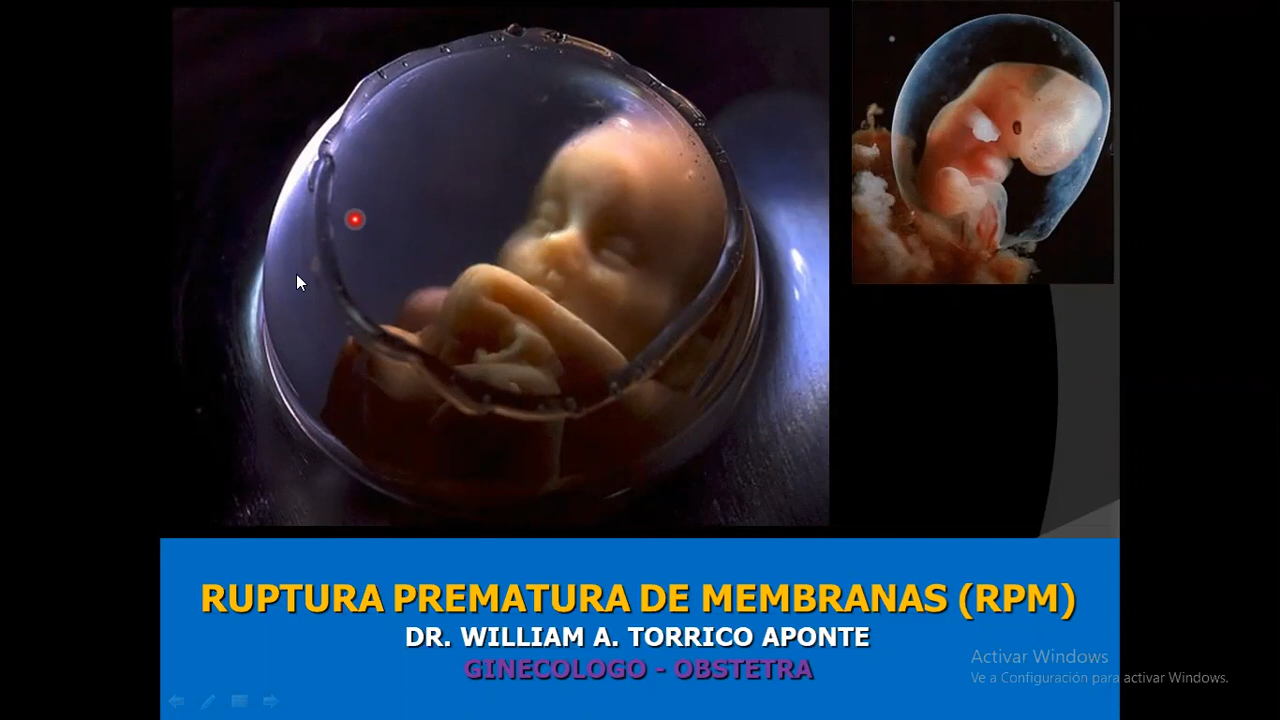 RUPTURA PREMATURA DE MEMBRANAS (RPM)
DR. WILLIAM A. TORRICO APONTE
GINECOLOGO - OBSTETRA
Activar Windows
Ve a Configuración para activar Windows.